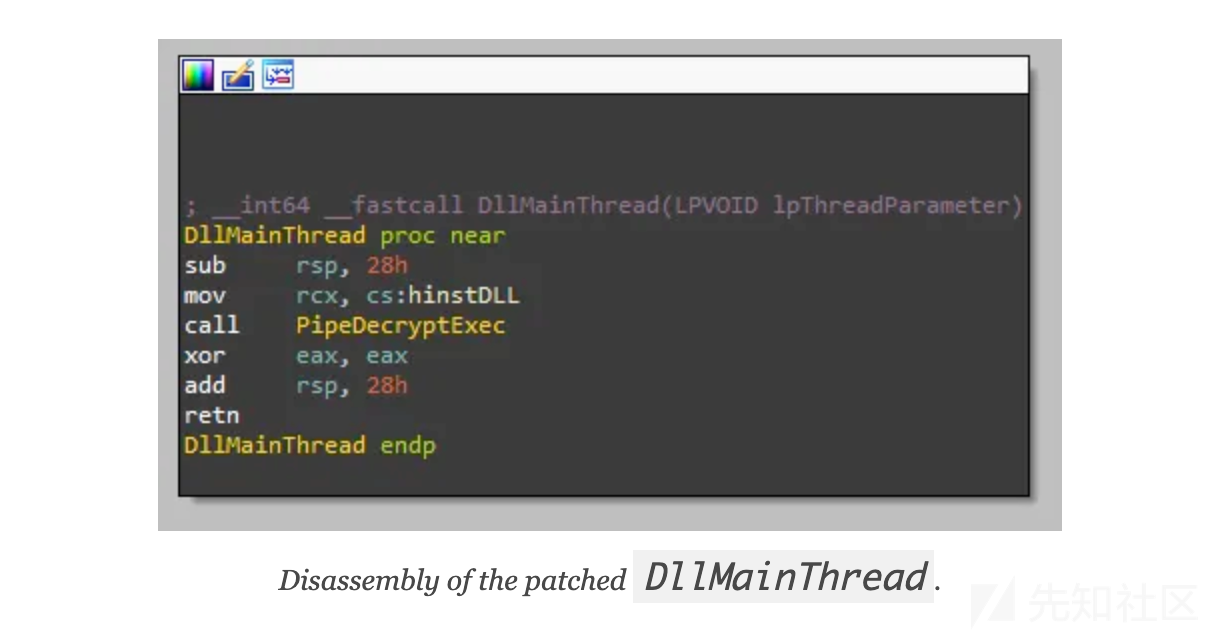 ; __int64 __fastcall DllMainThread(LPVOID lpThreadParameter)
DllMainThread proc near
sub     rsp, 28h
mov     rcx, cs:hinstDLL
call    PipeDecryptExec
xor     eax, eax
add     rsp, 28h
retn
DllMainThread endp
Disassembly of the patched DllMainThread.
先知社区